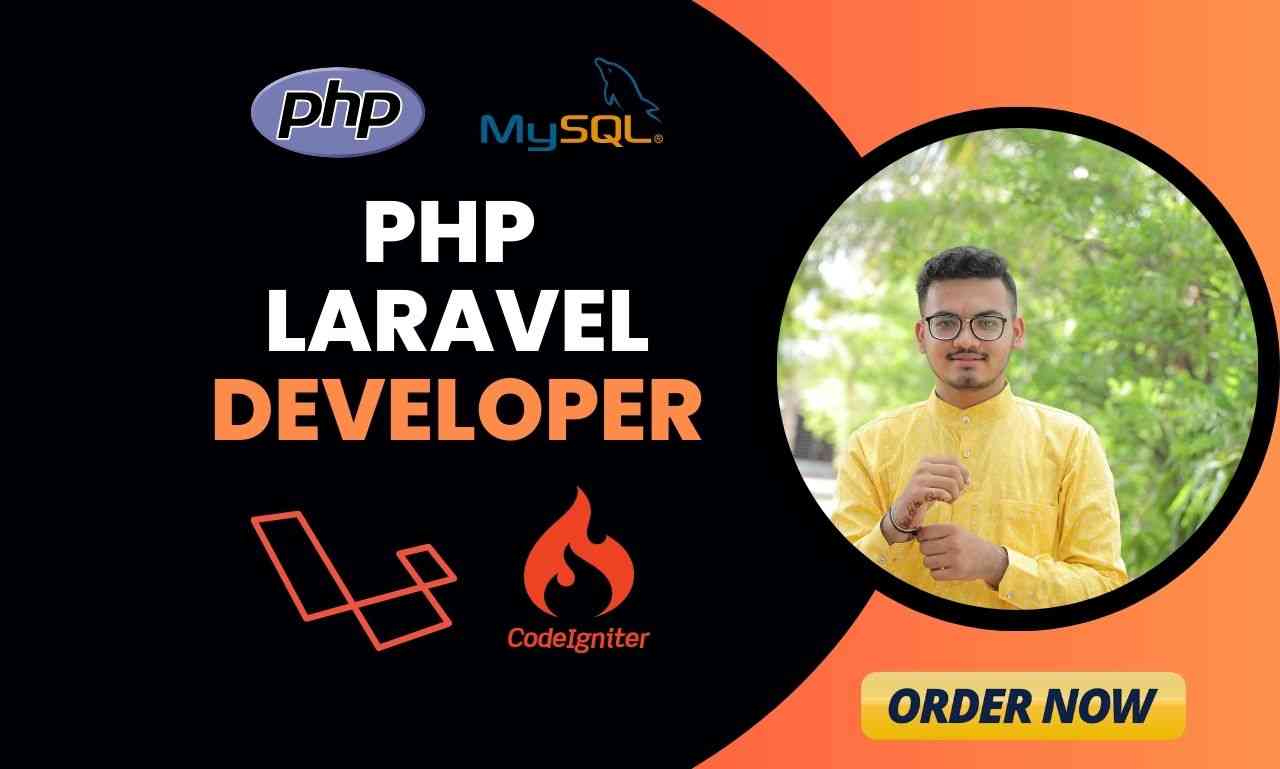 php
MySQL®
PHP
LARAVEL
DEVELOPER
CodeIgniter
ORDER NOW